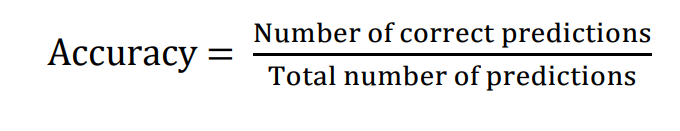 Accuracy = Number of correct predictions
Total number of predictions